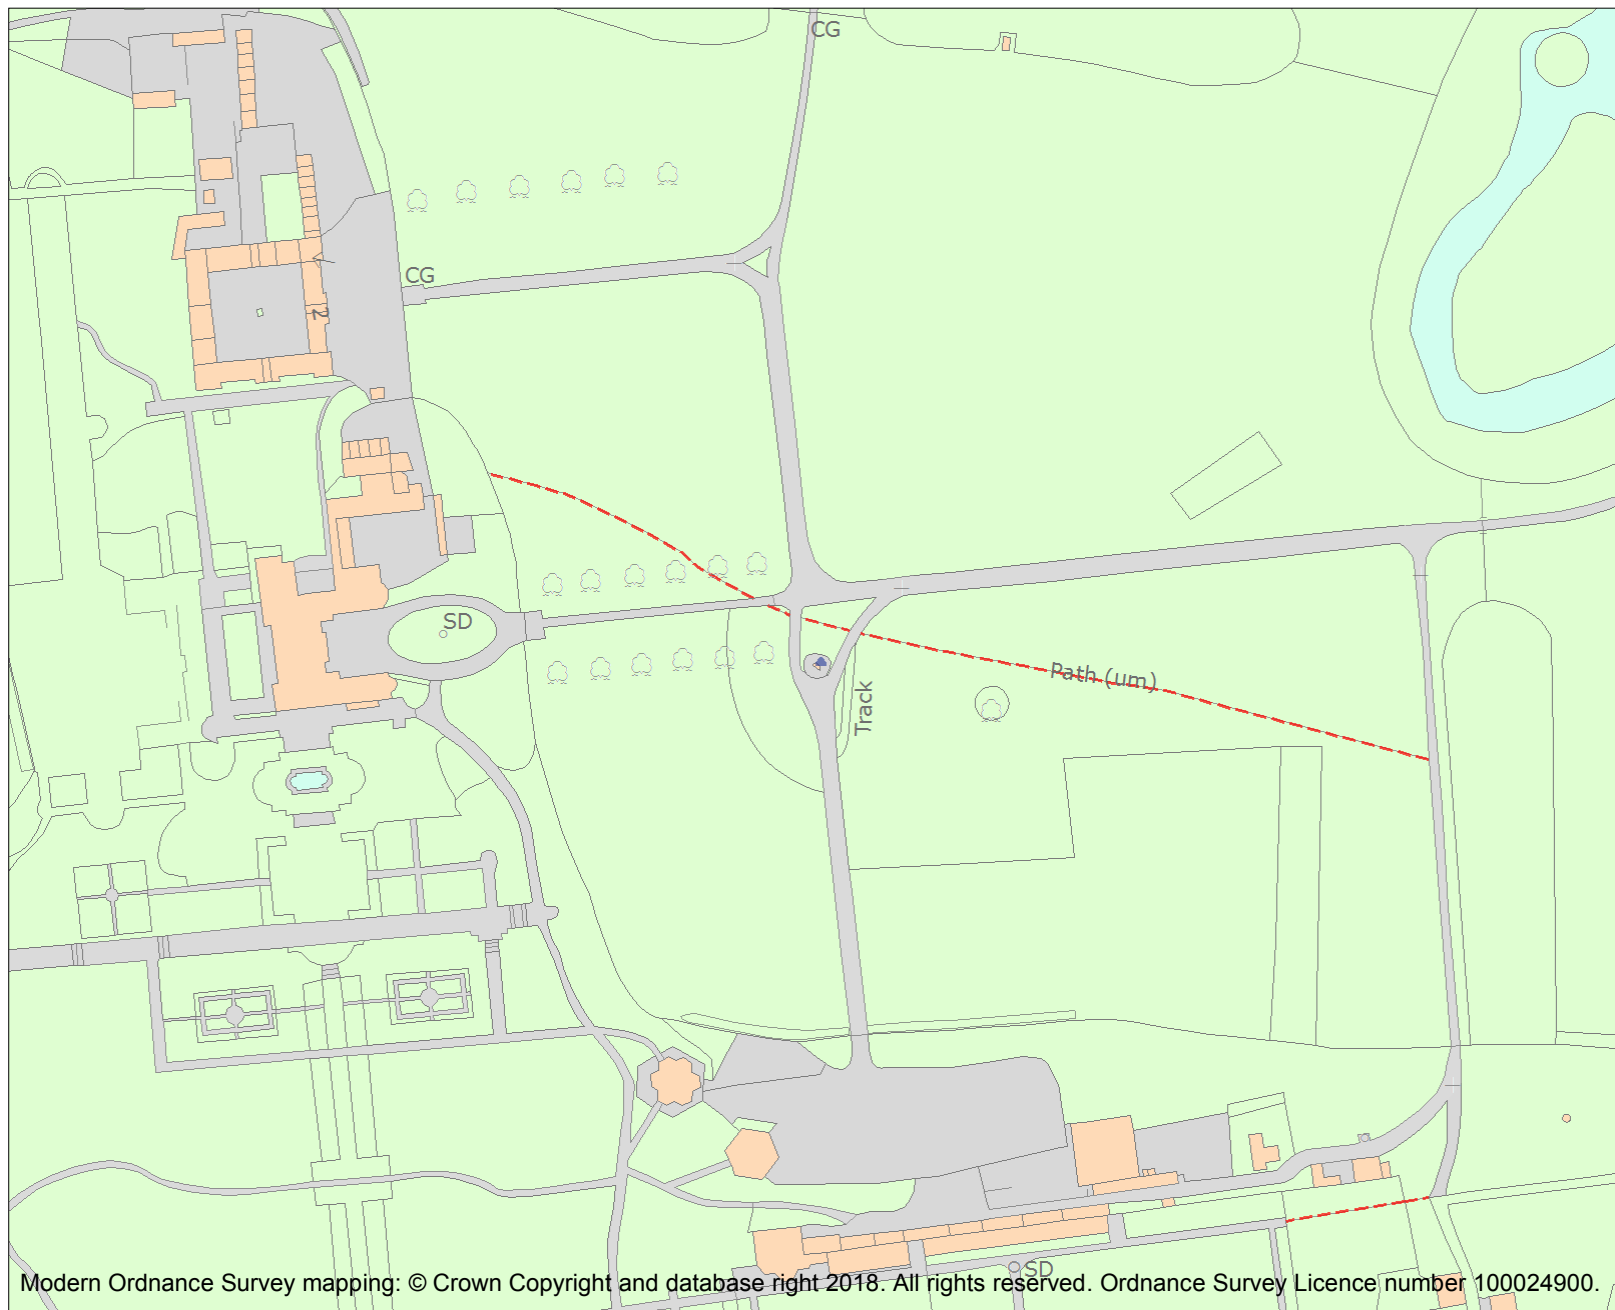 CG
CG
2
SD
Path (um)
Track
SD
Modern Ordnance Survey mapping: © Crown Copyright and database right 2018. All rights reserved. Ordnance Survey Licence number 100024900.